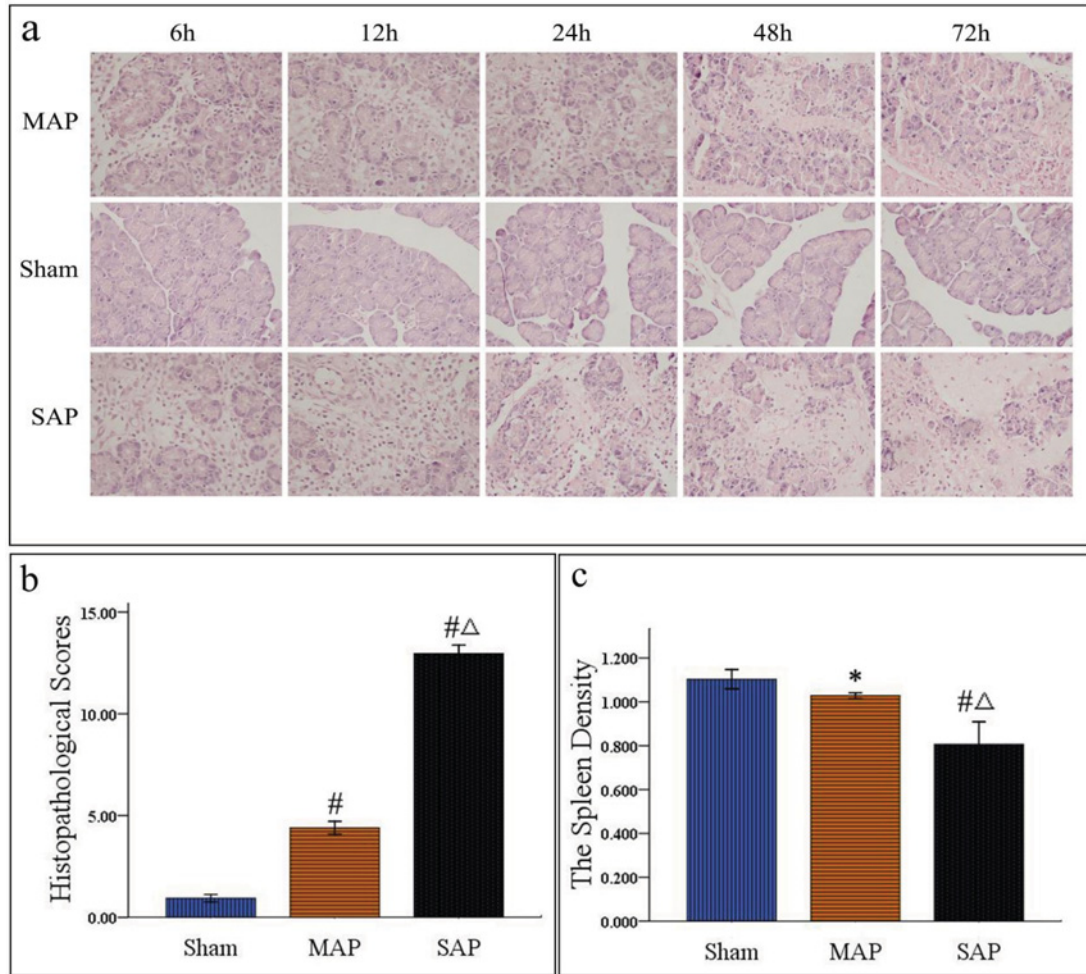 a
6h 12h 24h 48h 72h
MAP
Sham
SAP
b
Histopathological Scores
15.00
10.00
5.00
0.00
#
#△
Sham MAP SAP
c
The Spleen Density
1.200
1.000
0.800
0.600
0.400
0.200
0.000
*
#△
Sham MAP SAP